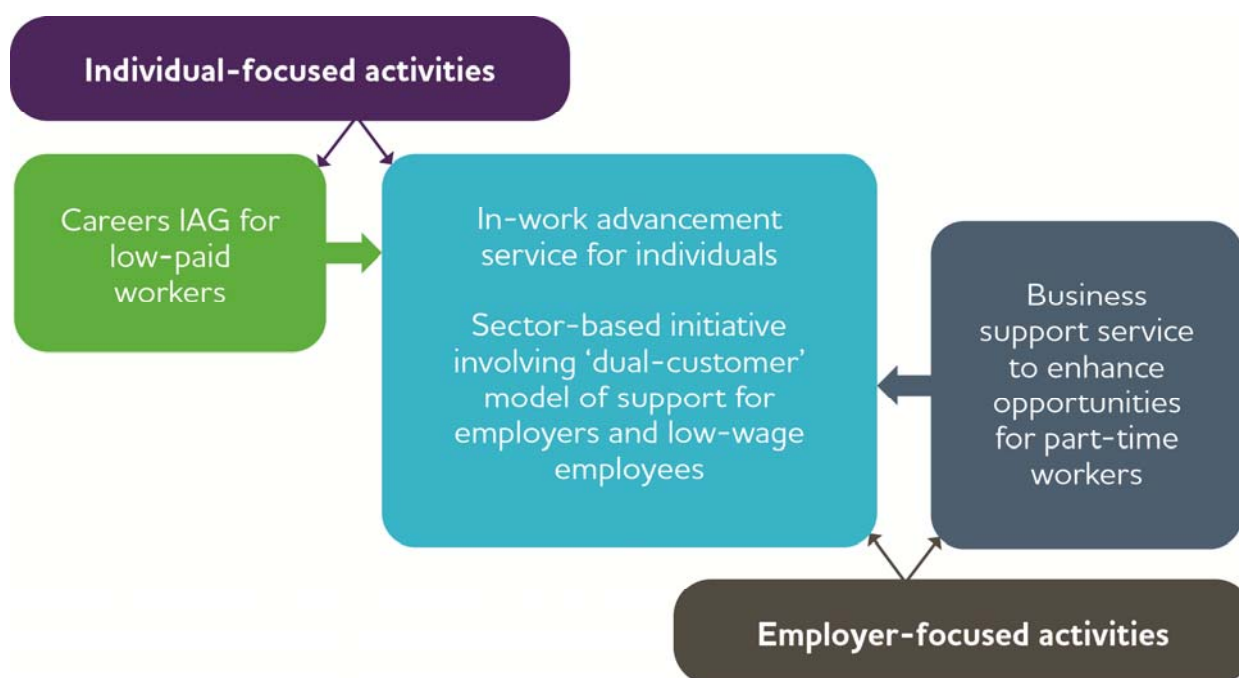 Individual-focused activities
Careers IAG for
low-paid
workers
In-work advancement
service for individuals
Sector-based initiative
involving ‘dual-customer’
model of support for
employers and low-wage
employees
Business
support service
to enhance
opportunities
for part-time
workers
Employer-focused activities